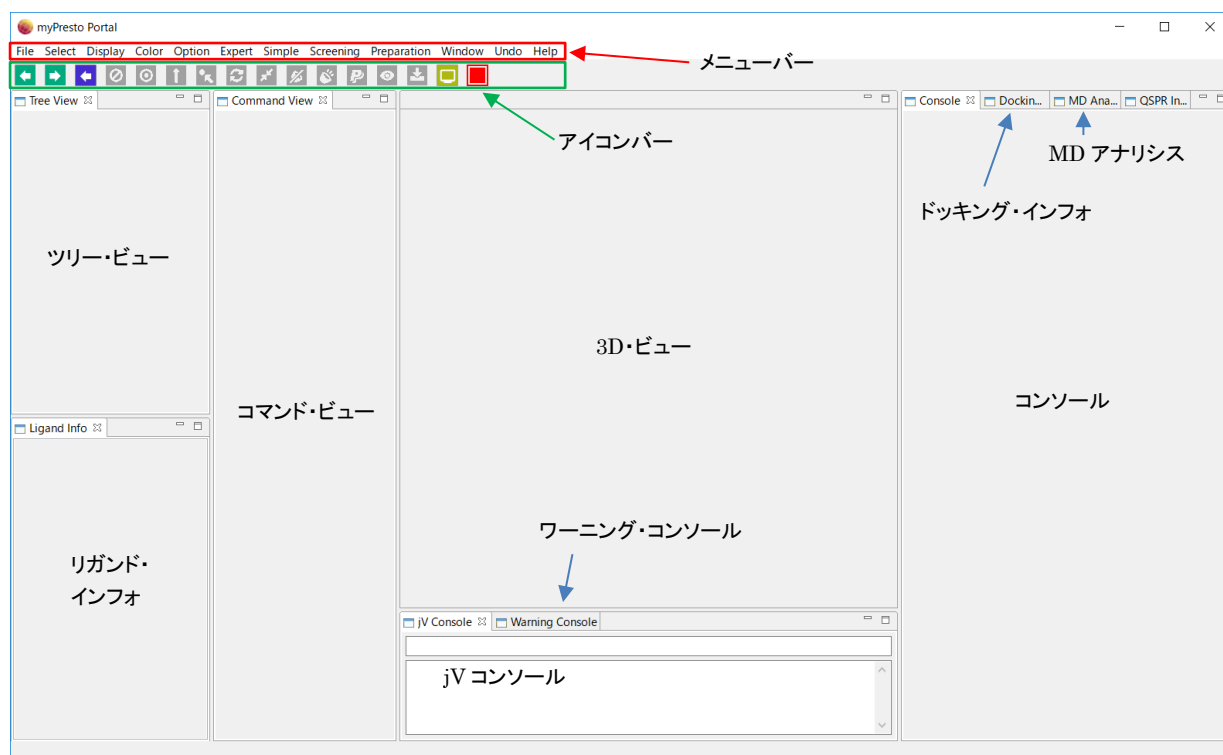 myPresto Portal
File Select Display Color Option Expert Simple Screening Preparation Window Undo Help
メニューバー
Tree View
Command View
Console
Dockin...
MD Ana...
QSPR In...
アイコンバー
MD アナリシス
ドッキング・インフォ
ツリー・ビュー
3D・ビュー
コマンド・ビュー
コンソール
Ligand Info
ワーニング・コンソール
リガンド・
インフォ
jV Console
Warning Console
jV コンソール